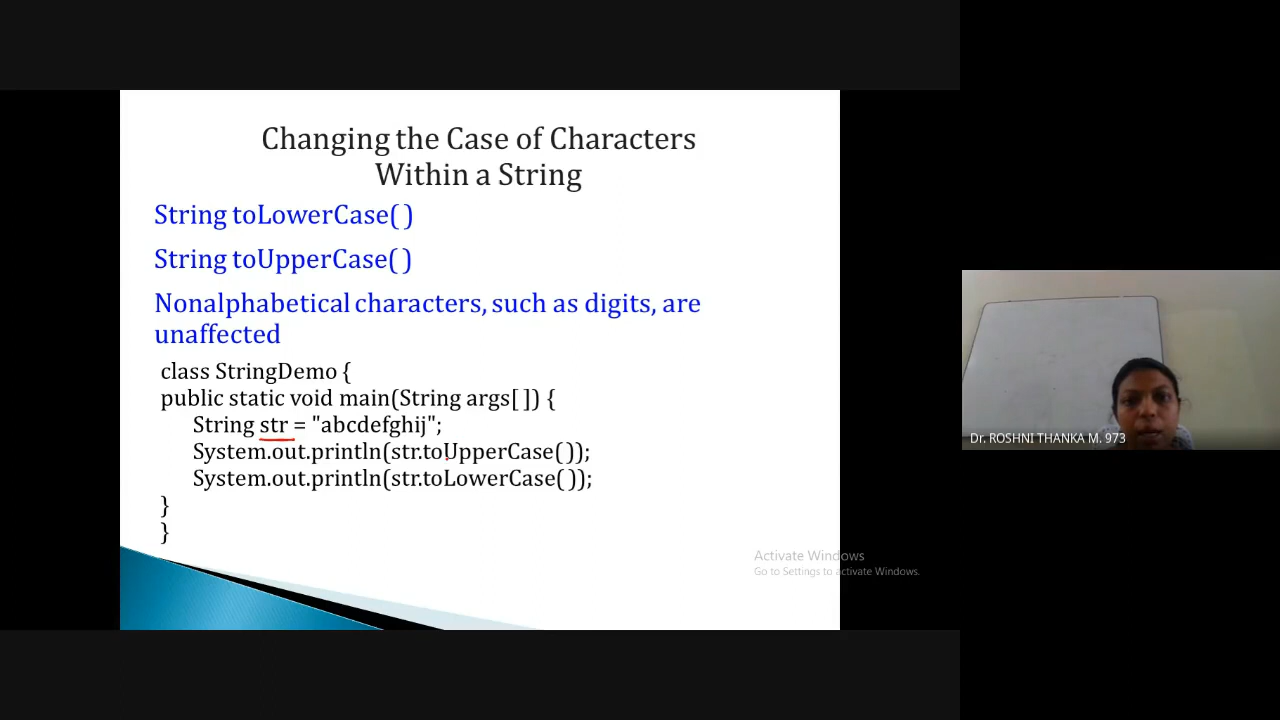 Changing the Case of Characters
Within a String
String toLowerCase( )
String toUpperCase( )
Nonalphabetical characters, such as digits, are
unaffected
class StringDemo {
public static void main(String args[ ]) {
String str = "abcdefghij";
System.out.println(str.toUpperCase( ));
System.out.println(str.toLowerCase( ));
}
}
Activate Windows
Go to Settings to activate Windows.
Dr. ROSHNI THANKA M. 973